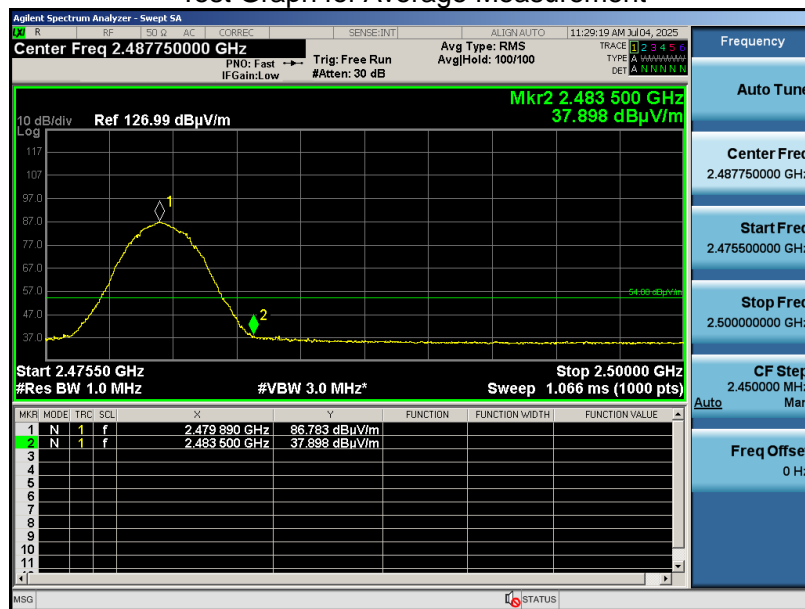 Test Graph for Average Measurement
Agilent Spectrum Analyzer - Swept SA
LXI R RF 50 Ω AC CORREC SENSE:INT ALIGN AUTO 11:29:19 AM Jul 04, 2025
Center Freq 2.487750000 GHz
PNO: Fast
IFGain:Low
Trig: Free Run
#Atten: 30 dB
Avg Type: RMS
Avg|Hold: 100/100
TRACE 1 2 3 4 5 6
TYPE A
DET A N N N N N
Frequency
Mkr2 2.483 500 GHz
37.898 dBµV/m
10 dB/div Ref 126.99 dBµV/m
Log
117
107
97.0
87.0
77.0
67.0
57.0
47.0
37.0
1
2
54.00 dBµV/m
Start 2.47550 GHz
Stop 2.50000 GHz
#Res BW 1.0 MHz
#VBW 3.0 MHz*
Sweep 1.066 ms (1000 pts)
MKR MODE TRC SCL X Y FUNCTION FUNCTION WIDTH FUNCTION VALUE
1 N 1 f 2.479 890 GHz 86.783 dBµV/m
2 N 1 f 2.483 500 GHz 37.898 dBµV/m
3
4
5
6
7
8
9
10
11
Auto Tune
Center Freq
2.487750000 GHz
Start Freq
2.475500000 GHz
Stop Freq
2.500000000 GHz
CF Step
2.450000 MHz
Auto Man
Freq Offset
0 Hz
MSG
STATUS